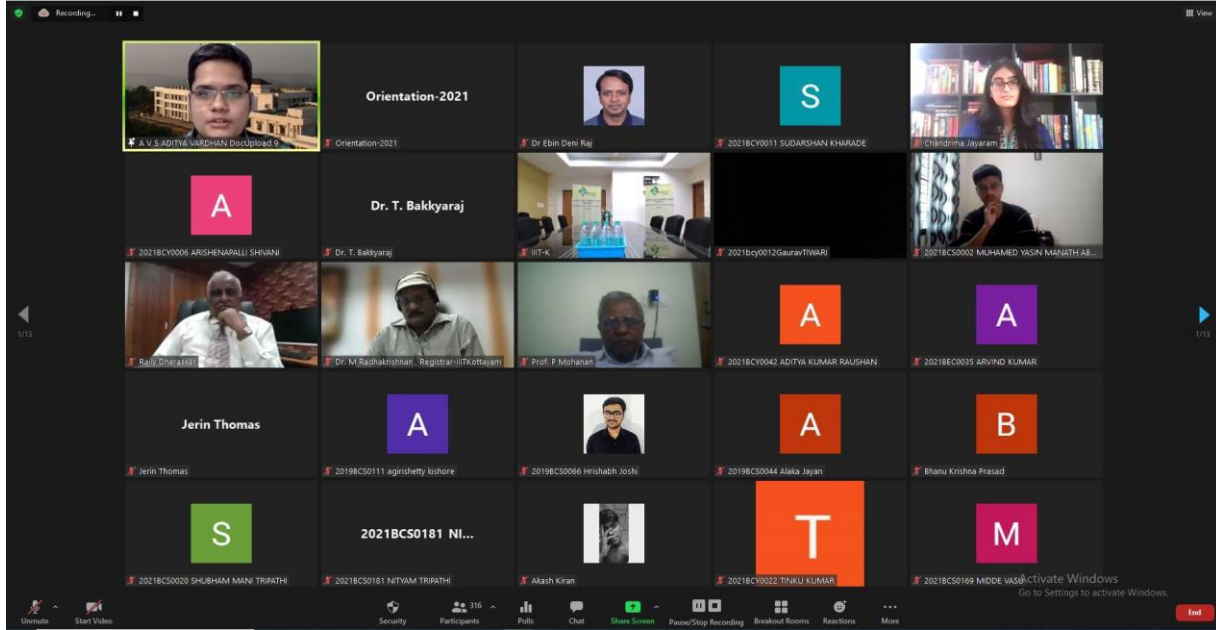 Recording...
View
A V S ADITYA VARDHAN DocUpload 9
Orientation-2021
Orientation-2021
Dr Ebin Deni Raj
S
2021BCY0011 SUDARSHAN KHARADE
Chandrima Jayaram
A
2021BCY0006 ARISHENAPALLI SHIVANI
Dr. T. Bakkyaraj
Dr. T. Bakkyaraj
IIIT-K
2021bcy0012GauravTIWARI
2021BCS0002 MUHAMED YASIN MANATH AB...
Rajiv Dharaskar
Dr. M Radhakrishnan , Registrar-IIITKottayam
Prof. P Mohanan
A
2021BCY0042 ADITYA KUMAR RAUSHAN
A
2021BEC0035 ARVIND KUMAR
1/13
1/13
Jerin Thomas
Jerin Thomas
A
2019BCS0111 agirishetty kishore
2019BCS0066 Hrishabh Joshi
A
2019BCS0044 Alaka Jayan
B
Bhanu Krishna Prasad
S
2021BCS0020 SHUBHAM MANI TRIPATHI
2021BCS0181 NI...
2021BCS0181 NITYAM TRIPATHI
Akash Kiran
T
2021BCY0022 TINKU KUMAR
M
2021BCS0169 MIDDE VASU
Activate Windows
Go to Settings to activate Windows.
Unmute
Start Video
Security
Participants
316
Polls
Chat
Share Screen
Pause/Stop Recording
Breakout Rooms
Reactions
More
End